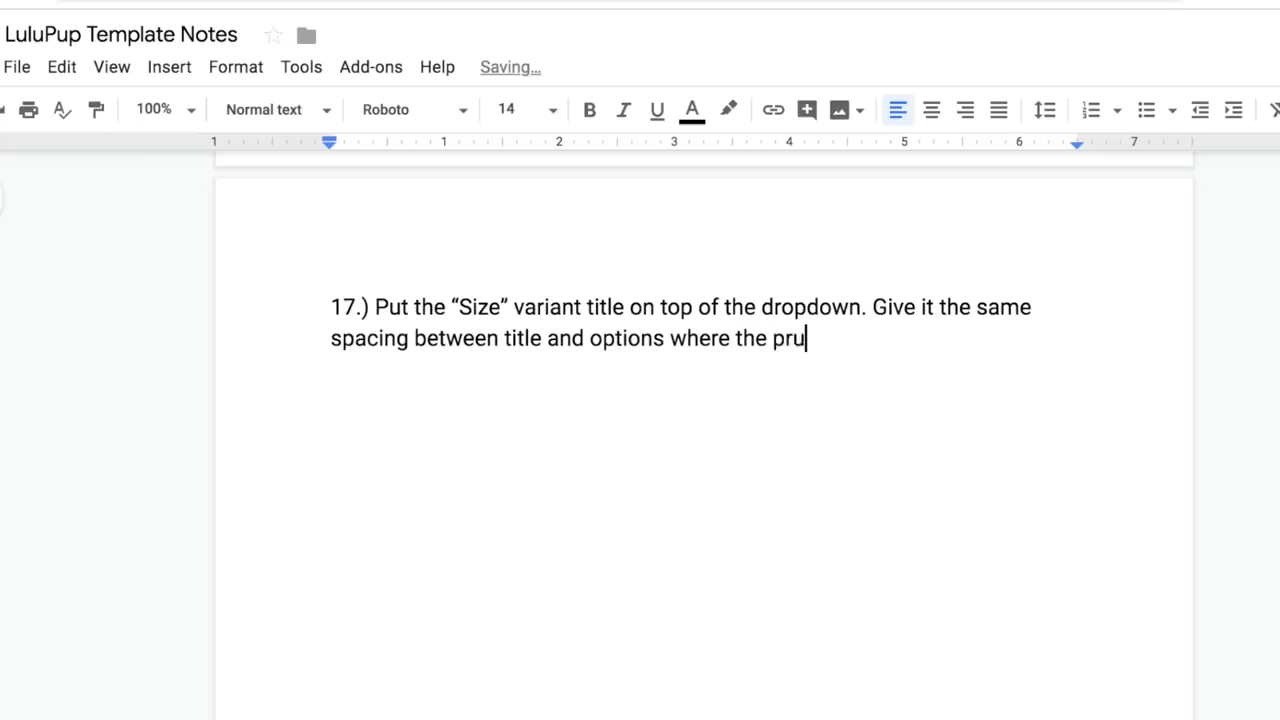 LuluPup Template Notes
File Edit View Insert Format Tools Add-ons Help Saving...
100% Normal text Roboto 14 B I U A
1 1 2 3 4 5 6 7
17.) Put the “Size” variant title on top of the dropdown. Give it the same
spacing between title and options where the pru